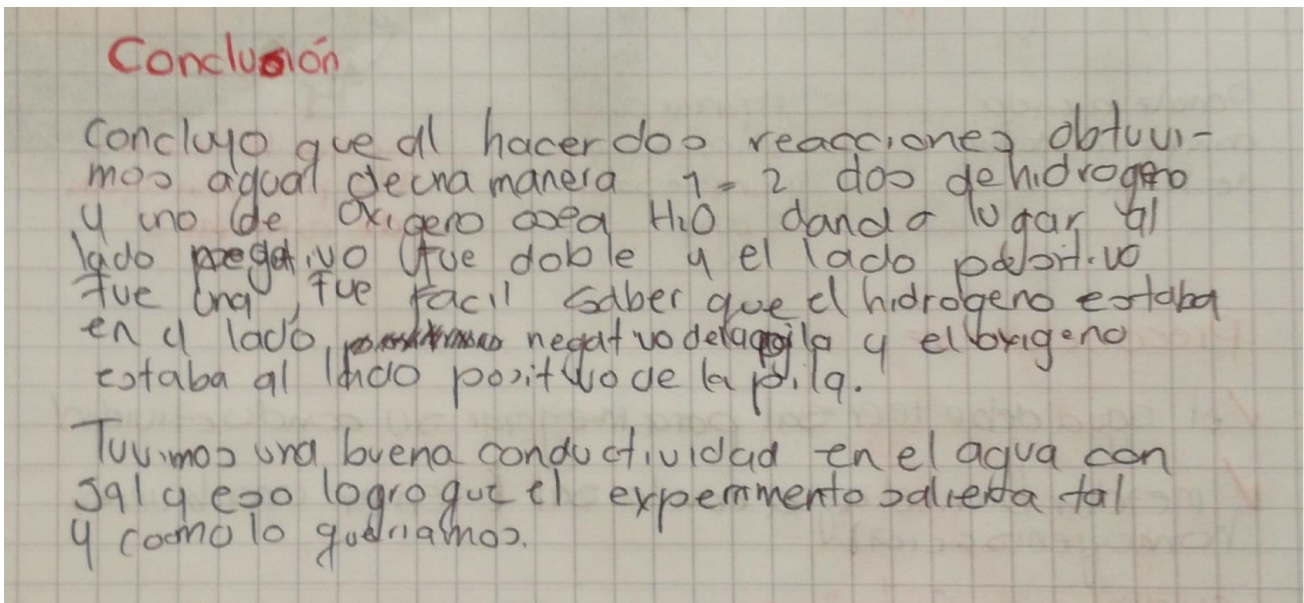 Conclusión
Concluyo que al hacer dos reacciones obtuvi-
mos agua de una manera 1-2 dos de hidrogeno
y uno de oxigeno osea H2O dando lugar al
lado negativo fue doble y el lado positivo
fue una, fue facil saber que el hidrogeno estaba
en el lado negativo de la pila y el oxigeno
estaba al lado positivo de la pila.
Tuvimos una buena conductividad en el agua con
sal y eso logro que el experimento saliera tal
y como lo queriamos.